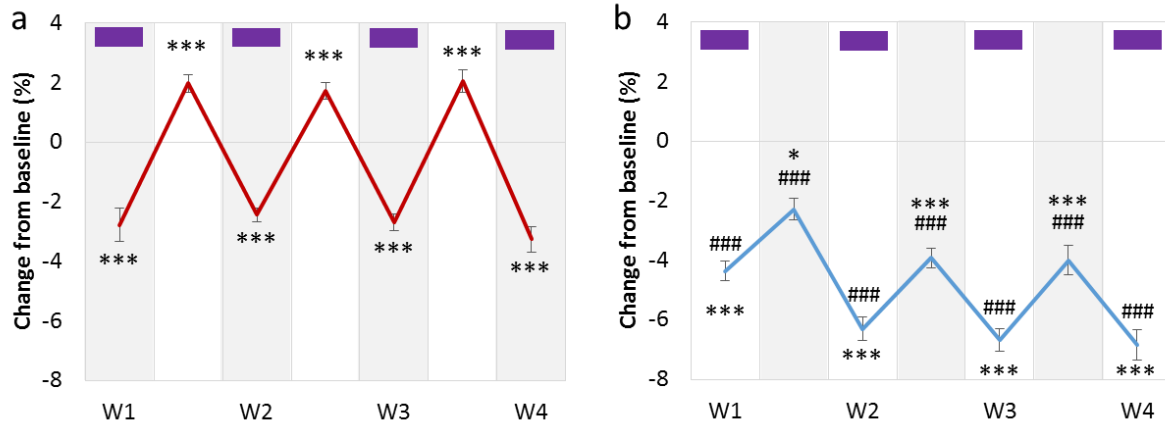 a
Change from baseline (%)
4
2
0
-2
-4
-6
-8
*** *** ***
*** *** *** ***
W1 W2 W3 W4
b
Change from baseline (%)
4
2
0
-2
-4
-6
-8
*
###
*** ***
### ###
### ### ### ###
*** *** *** ***
W1 W2 W3 W4